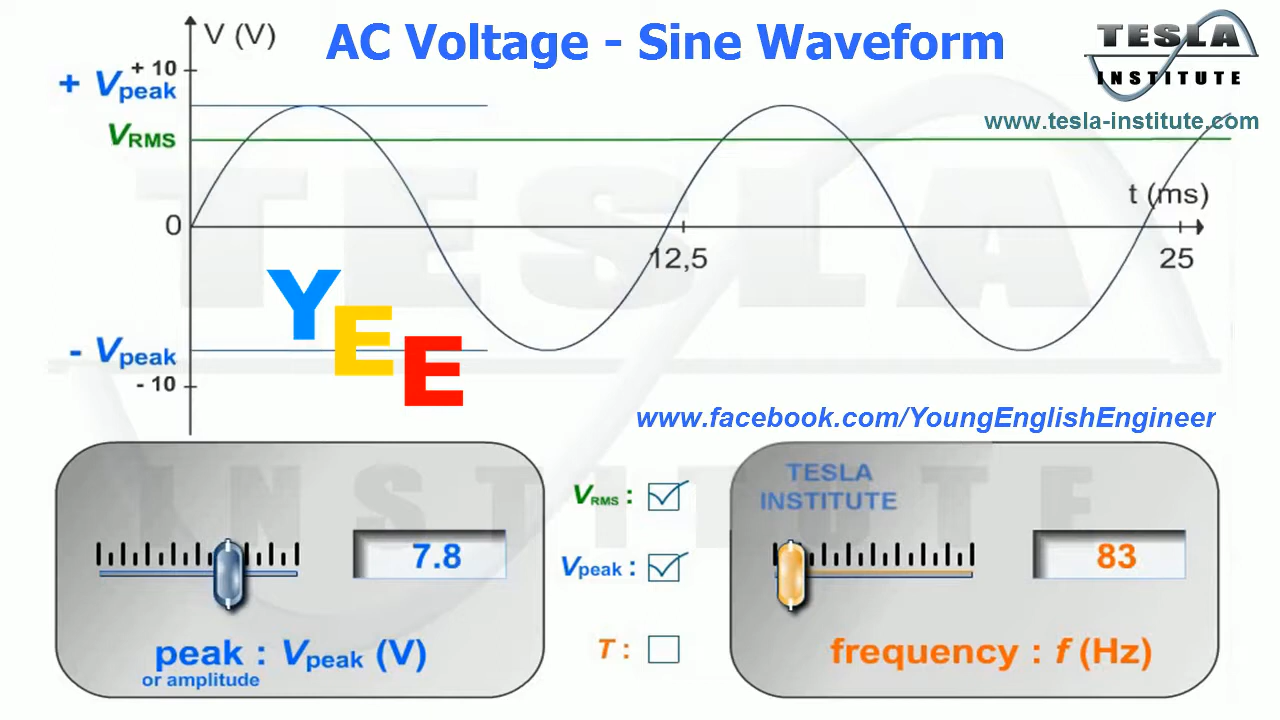 AC Voltage - Sine Waveform
TESLA
INSTITUTE
www.tesla-institute.com
V (V)
+ 10
+ Vpeak
VRMS
0
t (ms)
12,5
25
- Vpeak
- 10
YEE
www.facebook.com/YoungEnglishEngineer
TESLA
INSTITUTE
7.8
peak : Vpeak (V)
or amplitude
VRMS :
Vpeak :
T :
TESLA
INSTITUTE
83
frequency : f (Hz)